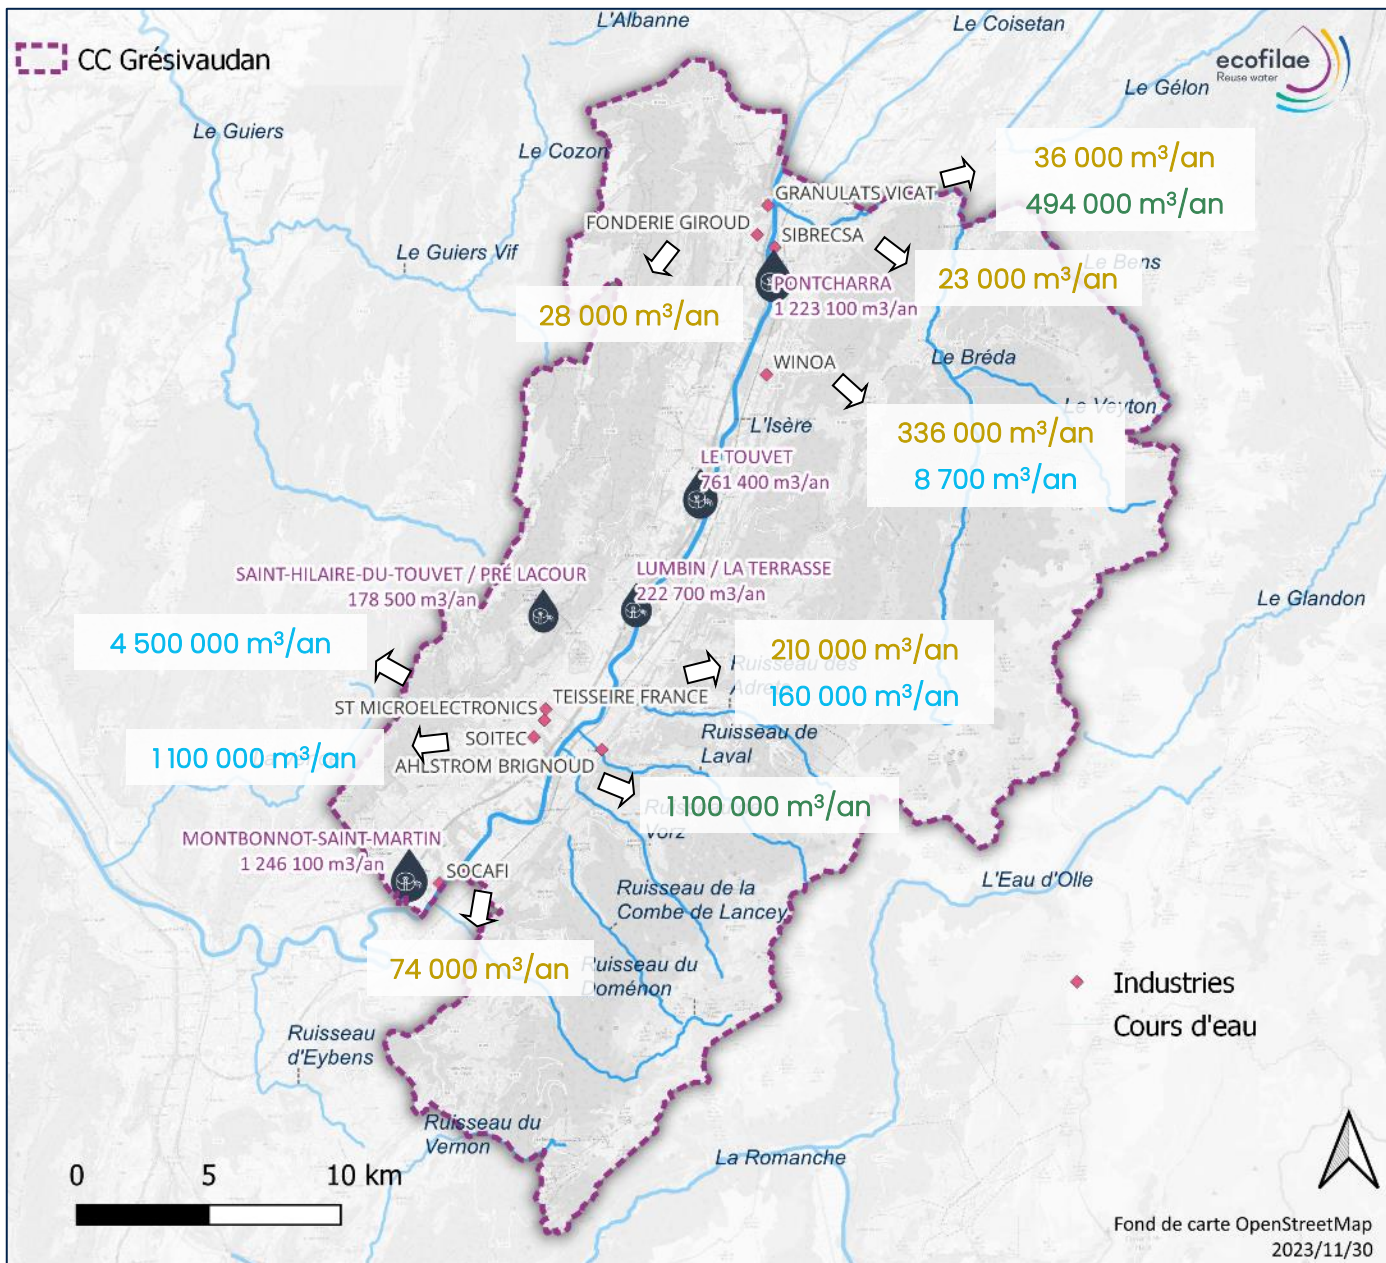 CC Grésivaudan
L'Albanne
Le Coisetan
ecofilae
Reuse water
Le Gélon
Le Guiers
Le Cozon
36 000 m³/an
494 000 m³/an
GRANULATS VICAT
FONDERIE GIROUD
SIBRECSA
Le Guiers Vif
Le Bens
23 000 m³/an
PONTCHARRA
1 223 100 m3/an
28 000 m³/an
WINOA
Le Bréda
Le Veyton
L'Isère
336 000 m³/an
8 700 m³/an
LE TOUVET
761 400 m3/an
SAINT-HILAIRE-DU-TOUVET / PRÉ LACOUR
178 500 m3/an
LUMBIN / LA TERRASSE
222 700 m3/an
Le Glandon
4 500 000 m³/an
210 000 m³/an
160 000 m³/an
Ruisseau des
Adrets
TEISSEIRE FRANCE
ST MICROELECTRONICS
SOITEC
Ruisseau de
Laval
1 100 000 m³/an
AHLSTROM BRIGNOUD
1 100 000 m³/an
Vorz
MONTBONNOT-SAINT-MARTIN
1 246 100 m3/an
SOCAFI
Ruisseau de la
Combe de Lancey
L'Eau d'Olle
74 000 m³/an
Ruisseau du
Doménon
Industries
Cours d'eau
Ruisseau
d'Eybens
Ruisseau du
Vernon
La Romanche
0 5 10 km
Fond de carte OpenStreetMap
2023/11/30